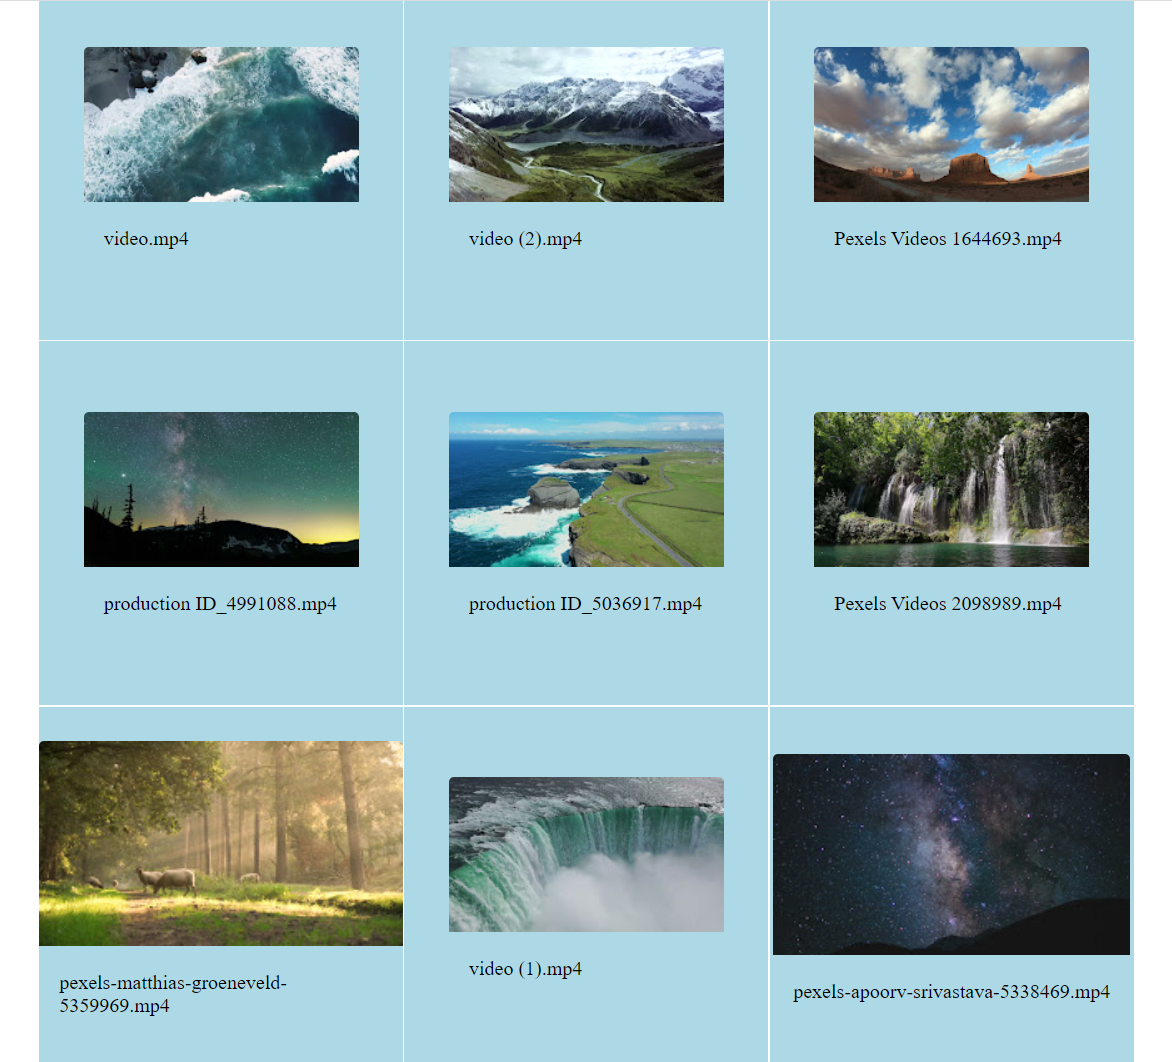 video.mp4
video (2).mp4
Pexels Videos 1644693.mp4
production ID_4991088.mp4
production ID_5036917.mp4
Pexels Videos 2098989.mp4
pexels-matthias-groeneveld-
5359969.mp4
video (1).mp4
pexels-apoorv-srivastava-5338469.mp4